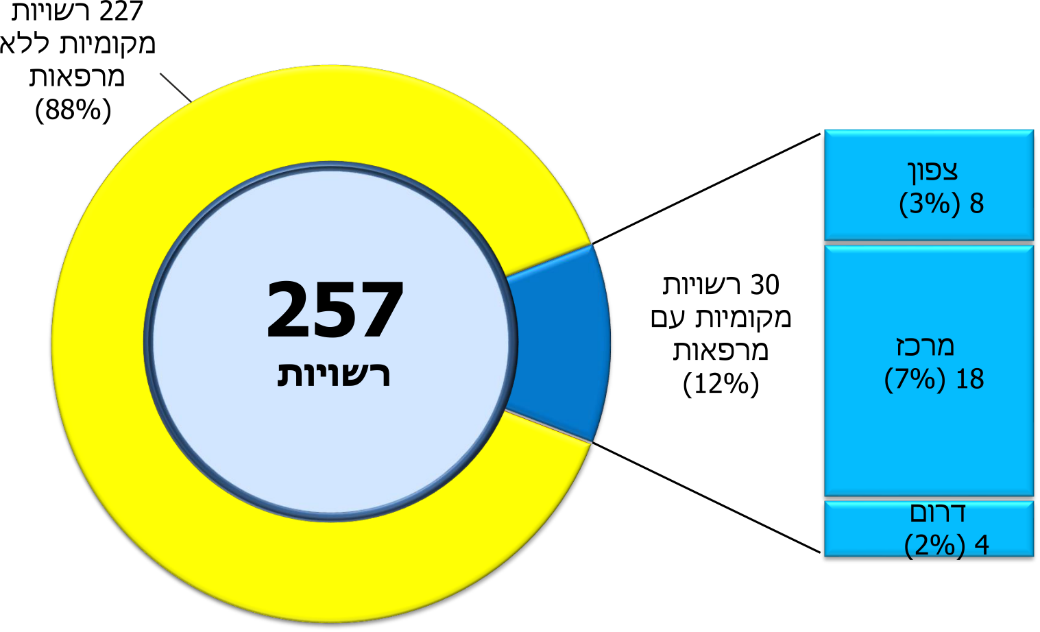 227 רשויות
מקומיות ללא
מרפאות
(88%)
257
רשויות
30 רשויות
מקומיות עם
מרפאות
(12%)
צפון
8 (3%)
מרכז
18 (7%)
דרום
4 (2%)